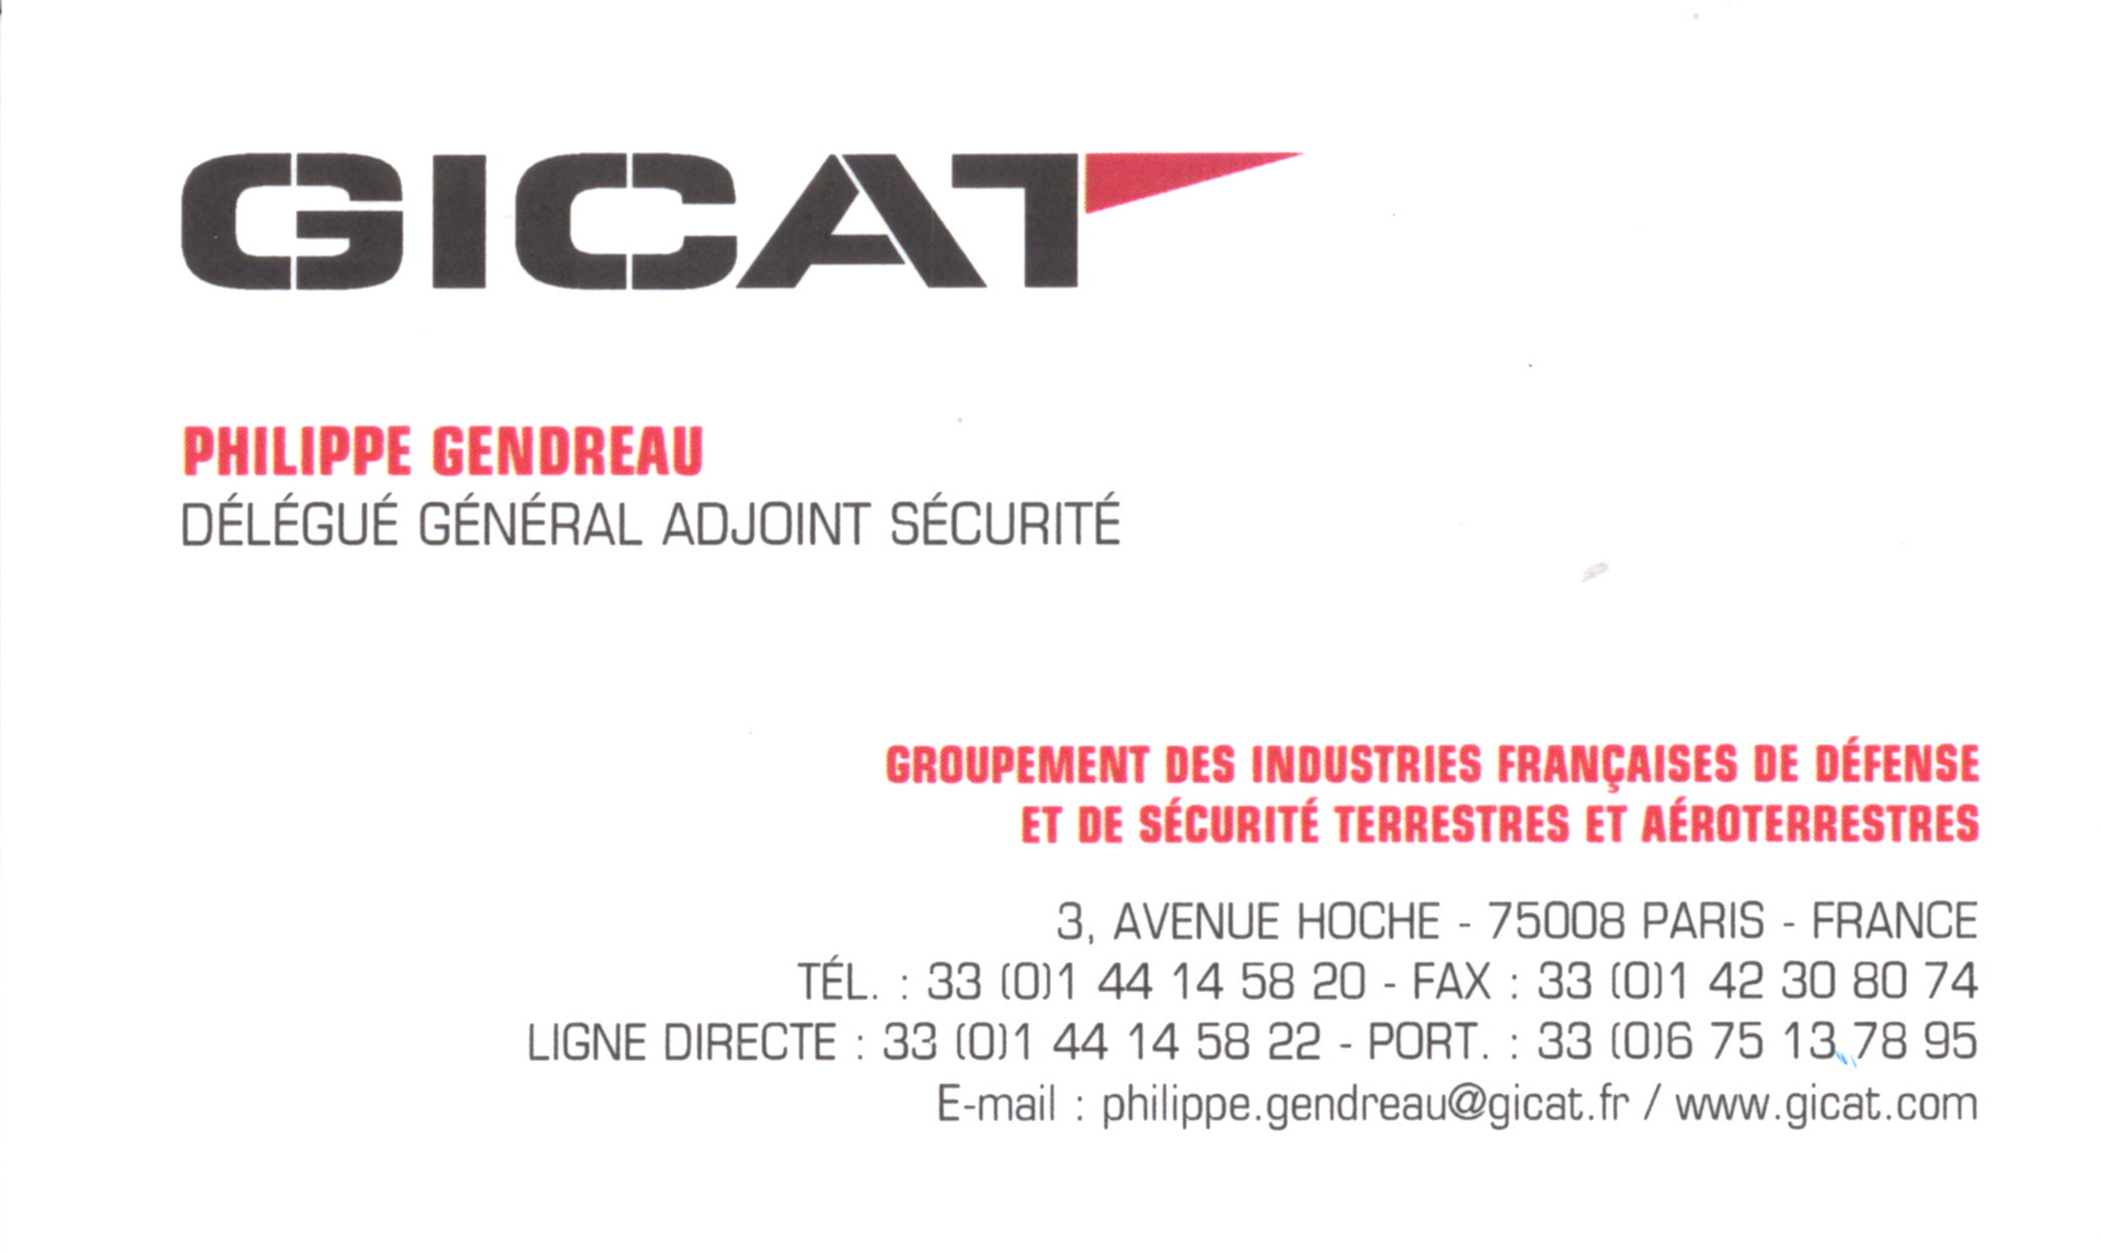 GICAT
PHILIPPE GENDREAU
DÉLÉGUÉ GÉNÉRAL ADJOINT SÉCURITÉ
GROUPEMENT DES INDUSTRIES FRANÇAISES DE DÉFENSE
ET DE SÉCURITÉ TERRESTRES ET AÉROTERRESTRES
3, AVENUE HOCHE - 75008 PARIS - FRANCE
TÉL. : 33 (0)1 44 14 58 20 - FAX : 33 (0)1 42 30 80 74
LIGNE DIRECTE : 33 (0)1 44 14 58 22 - PORT. : 33 (0)6 75 13 78 95
E-mail : philippe.gendreau@gicat.fr / www.gicat.com